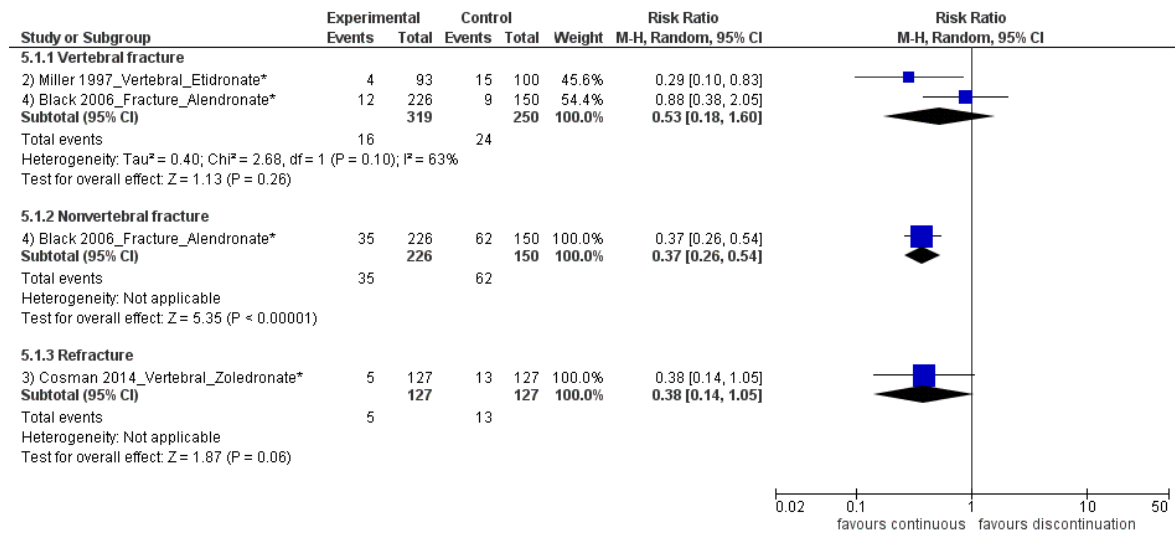 Experimental Control Risk Ratio Risk Ratio
Study or Subgroup Events Total Events Total Weight M-H, Random, 95% CI M-H, Random, 95% CI
5.1.1 Vertebral fracture
2) Miller 1997_Vertebral_Etidronate* 4 93 15 100 45.6% 0.29 [0.10, 0.83]
4) Black 2006_Fracture_Alendronate* 12 226 9 150 54.4% 0.88 [0.38, 2.05]
Subtotal (95% CI) 319 250 100.0% 0.53 [0.18, 1.60]
Total events 16 24
Heterogeneity: Tau² = 0.40; Chi² = 2.68, df = 1 (P = 0.10); I² = 63%
Test for overall effect: Z = 1.13 (P = 0.26)
5.1.2 Nonvertebral fracture
4) Black 2006_Fracture_Alendronate* 35 226 62 150 100.0% 0.37 [0.26, 0.54]
Subtotal (95% CI) 226 150 100.0% 0.37 [0.26, 0.54]
Total events 35 62
Heterogeneity: Not applicable
Test for overall effect: Z = 5.35 (P < 0.00001)
5.1.3 Refracture
3) Cosman 2014_Vertebral_Zoledronate* 5 127 13 127 100.0% 0.38 [0.14, 1.05]
Subtotal (95% CI) 127 127 100.0% 0.38 [0.14, 1.05]
Total events 5 13
Heterogeneity: Not applicable
Test for overall effect: Z = 1.87 (P = 0.06)
0.02 0.1 1 10 50
favours continuous favours discontinuation